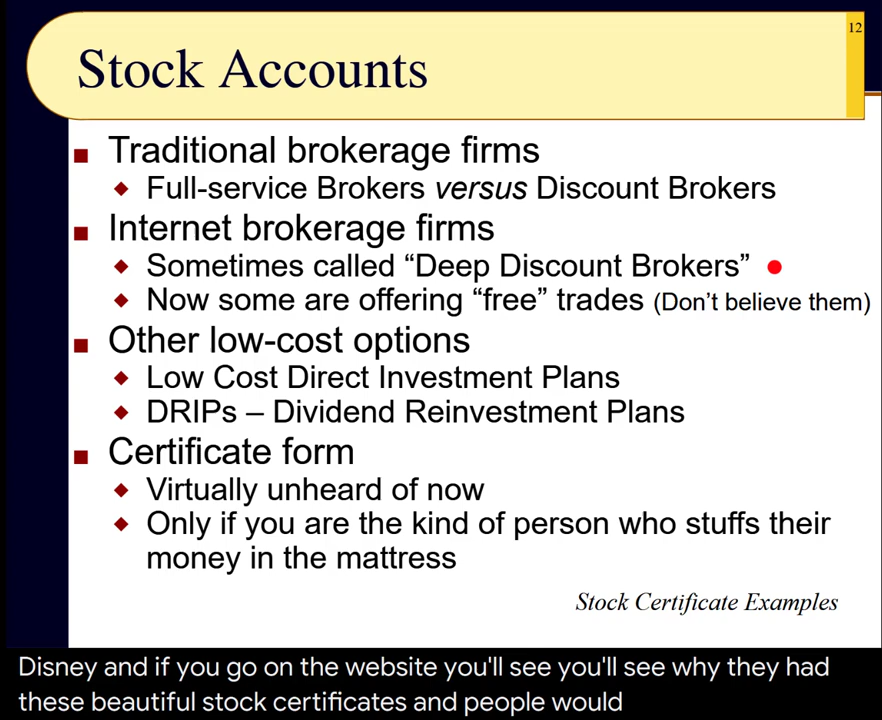 12
Stock Accounts
Traditional brokerage firms
Full-service Brokers versus Discount Brokers
Internet brokerage firms
Sometimes called “Deep Discount Brokers”
Now some are offering “free” trades (Don’t believe them)
Other low-cost options
Low Cost Direct Investment Plans
DRIPs – Dividend Reinvestment Plans
Certificate form
Virtually unheard of now
Only if you are the kind of person who stuffs their
money in the mattress
Stock Certificate Examples
Disney and if you go on the website you'll see you'll see why they had
these beautiful stock certificates and people would